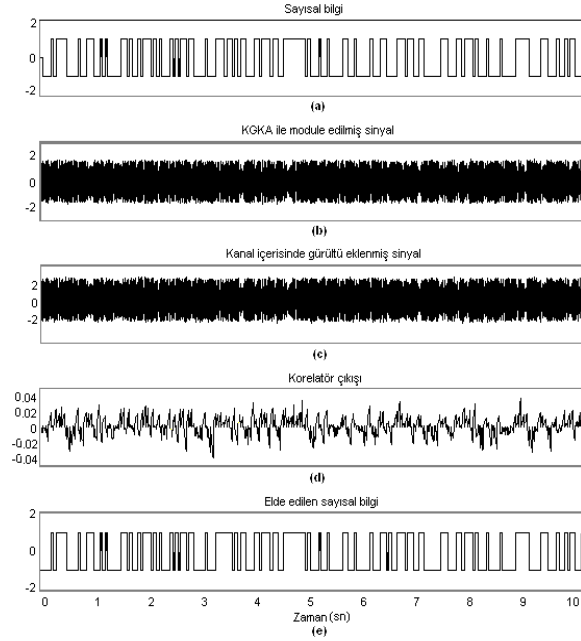 Sayısal bilgi
2
0
-2
(a)
KGKA ile module edilmiş sinyal
2
0
-2
(b)
Kanal içerisinde gürültü eklenmiş sinyal
2
0
-2
(c)
Korelatör çıkışı
0.04
0.02
0
-0.02
-0.04
(d)
Elde edilen sayısal bilgi
2
0
-2
0 1 2 3 4 5 6 7 8 9 10
Zaman (sn)
(e)